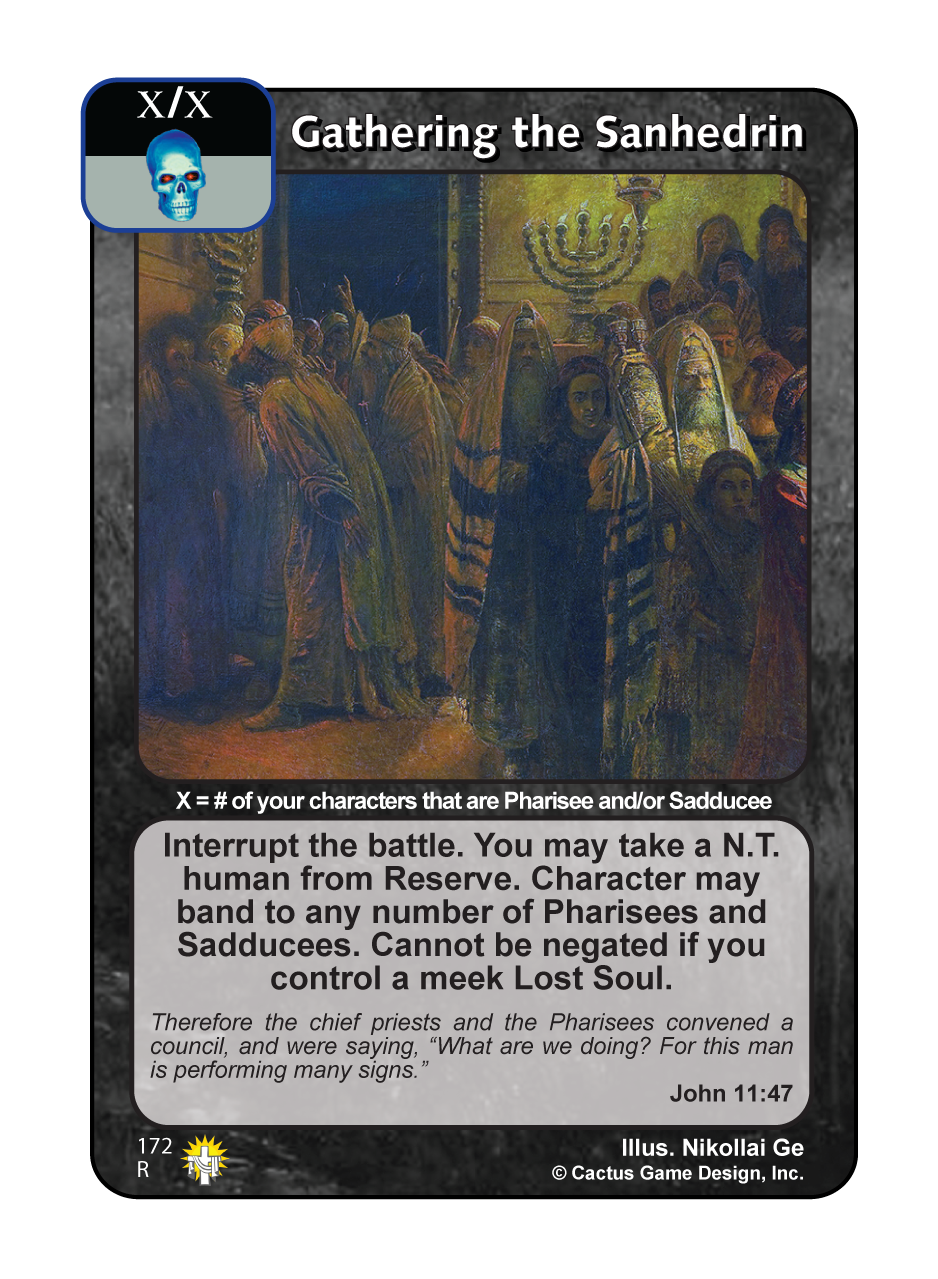 X/X
Gathering the Sanhedrin
X = # of your characters that are Pharisee and/or Sadducee
Interrupt the battle. You may take a N.T.
human from Reserve. Character may
band to any number of Pharisees and
Sadducees. Cannot be negated if you
control a meek Lost Soul.
Therefore the chief priests and the Pharisees convened a
council, and were saying, “What are we doing? For this man
is performing many signs.”
John 11:47
172
R
Illus. Nikollai Ge
© Cactus Game Design, Inc.